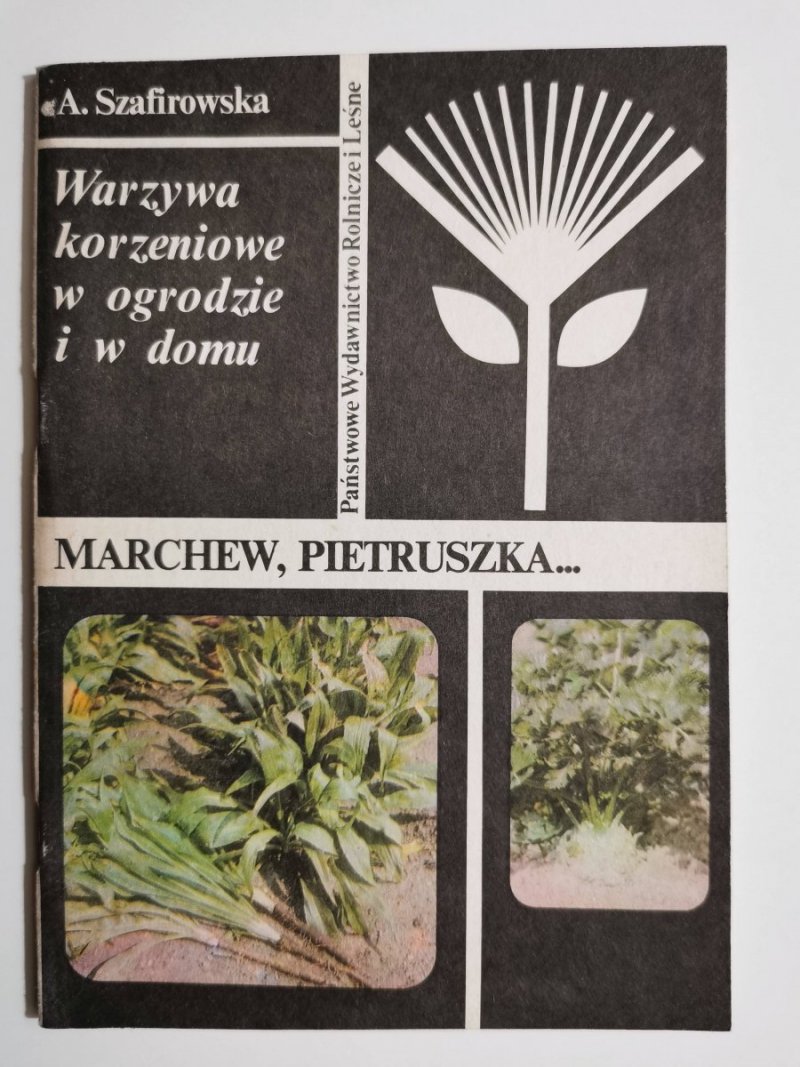 A. Szafirowska
Warzywa
korzeniowe
w ogrodzie
i w domu
Państwowe Wydawnictwo Rolnicze i Leśne
MARCHEW, PIETRUSZKA...